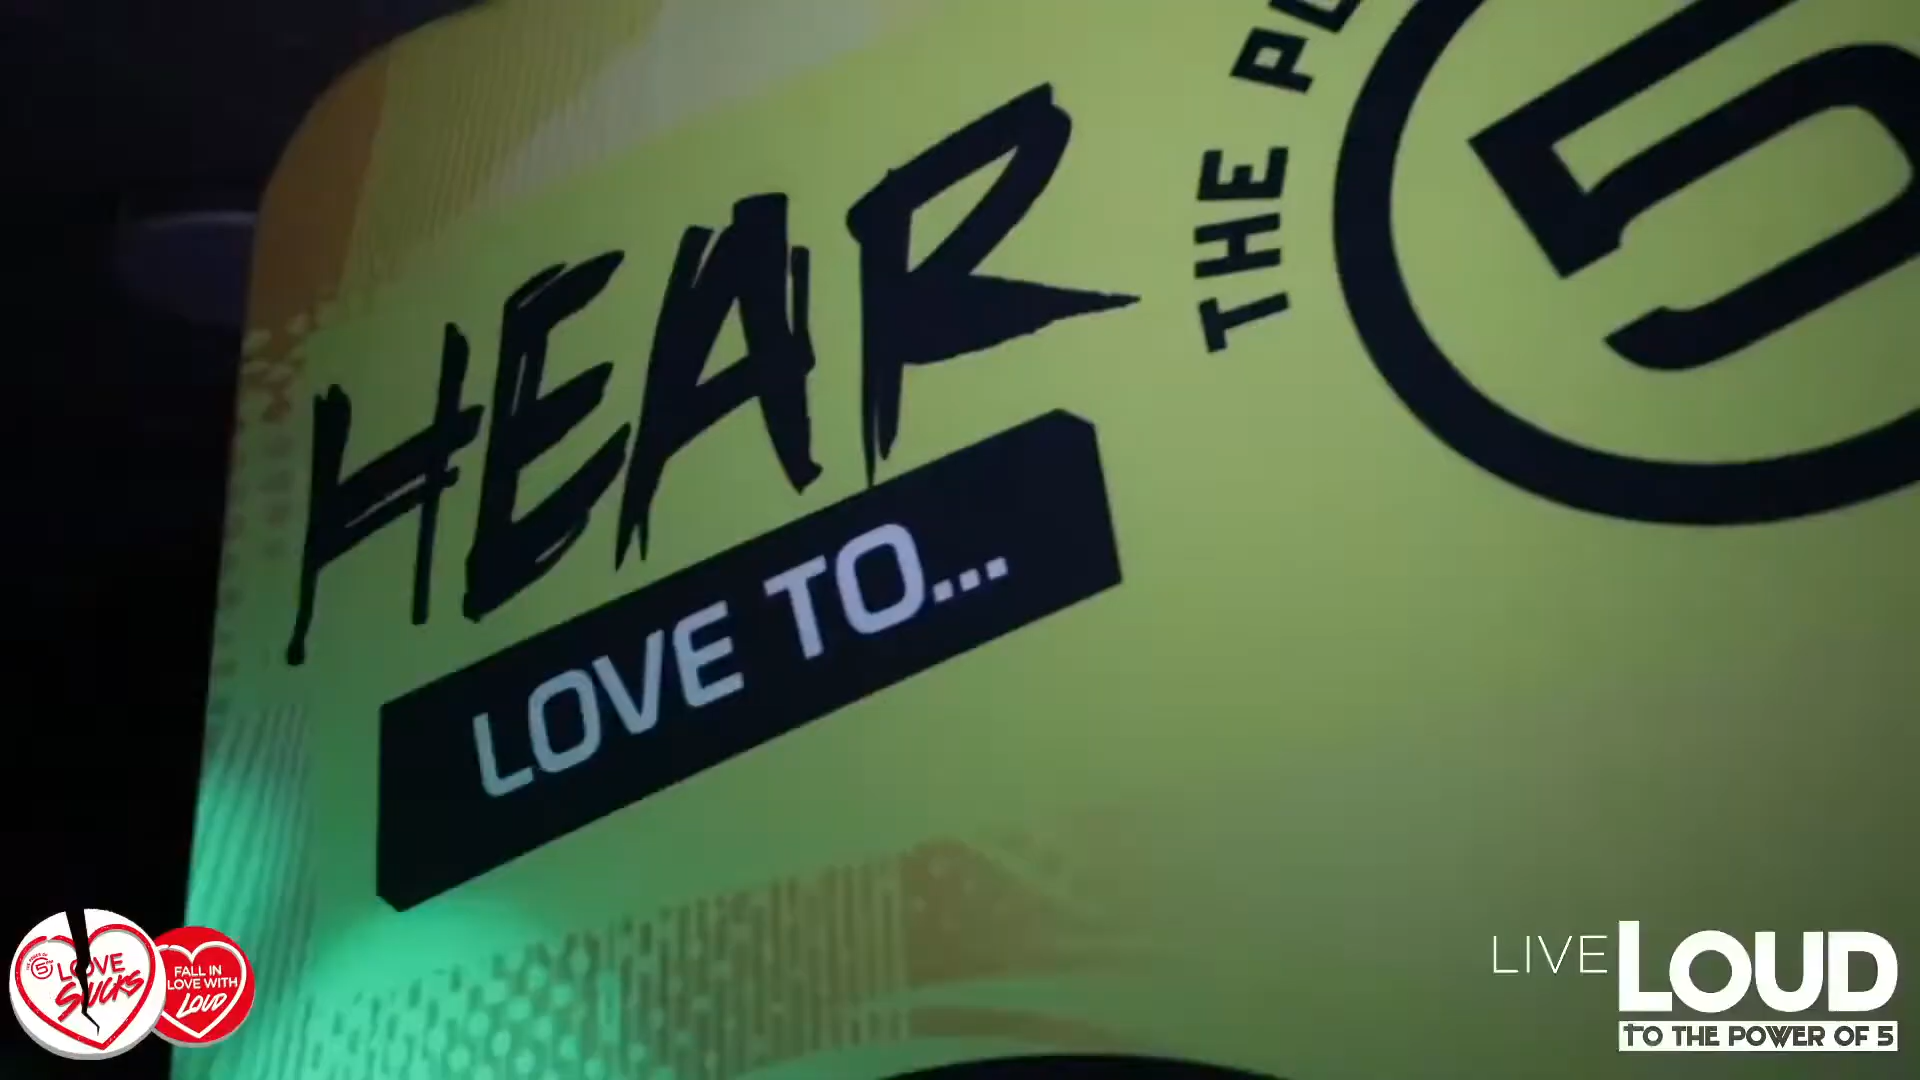 HEAR
LOVE TO...
THE
5
LOVE
SUCKS
FALL IN
LOVE WITH
LOUD
LIVE LOUD
TO THE POWER OF 5